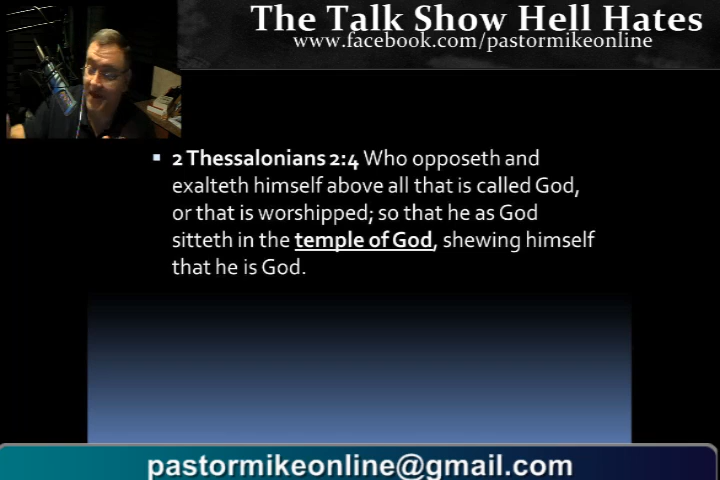 The Talk Show Hell Hates
www.facebook.com/pastormikeonline
2 Thessalonians 2:4 Who opposeth and
exalteth himself above all that is called God,
or that is worshipped; so that he as God
sitteth in the temple of God, shewing himself
that he is God.
pastormikeonline@gmail.com